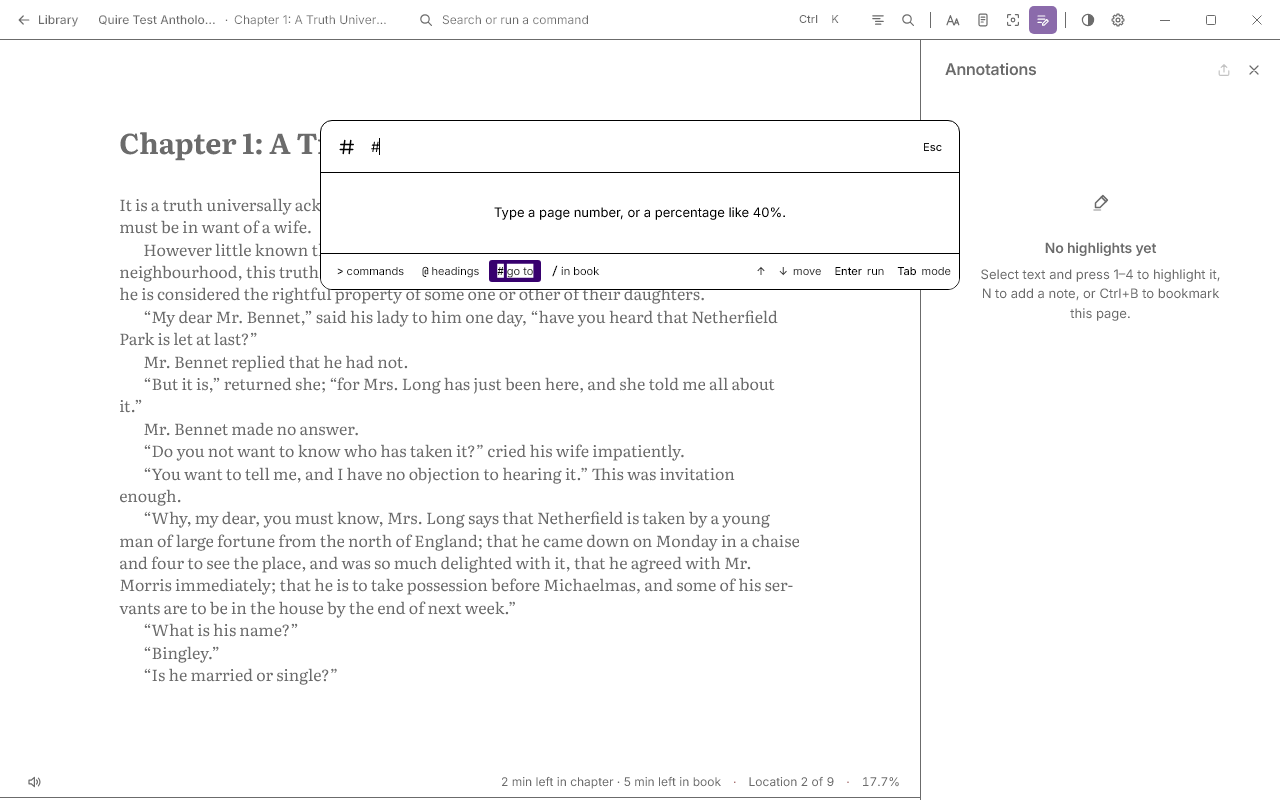 Library
Quire Test Antholo... · Chapter 1: A Truth Univer...
Search or run a command
Ctrl K
Annotations
Chapter 1: A T
# #
Esc
Type a page number, or a percentage like 40%.
> commands @ headings # go to / in book ↑ ↓ move Enter run Tab mode
It is a truth universally ack
must be in want of a wife.
However little known t
neighbourhood, this truth
he is considered the rightful property of some one or other of their daughters.
“My dear Mr. Bennet,” said his lady to him one day, “have you heard that Netherfield
Park is let at last?”
Mr. Bennet replied that he had not.
“But it is,” returned she; “for Mrs. Long has just been here, and she told me all about
it.”
Mr. Bennet made no answer.
“Do you not want to know who has taken it?” cried his wife impatiently.
“You want to tell me, and I have no objection to hearing it.” This was invitation
enough.
“Why, my dear, you must know, Mrs. Long says that Netherfield is taken by a young
man of large fortune from the north of England; that he came down on Monday in a chaise
and four to see the place, and was so much delighted with it, that he agreed with Mr.
Morris immediately; that he is to take possession before Michaelmas, and some of his ser-
vants are to be in the house by the end of next week.”
“What is his name?”
“Bingley.”
“Is he married or single?”
No highlights yet
Select text and press 1–4 to highlight it,
N to add a note, or Ctrl+B to bookmark
this page.
2 min left in chapter · 5 min left in book · Location 2 of 9 · 17.7%